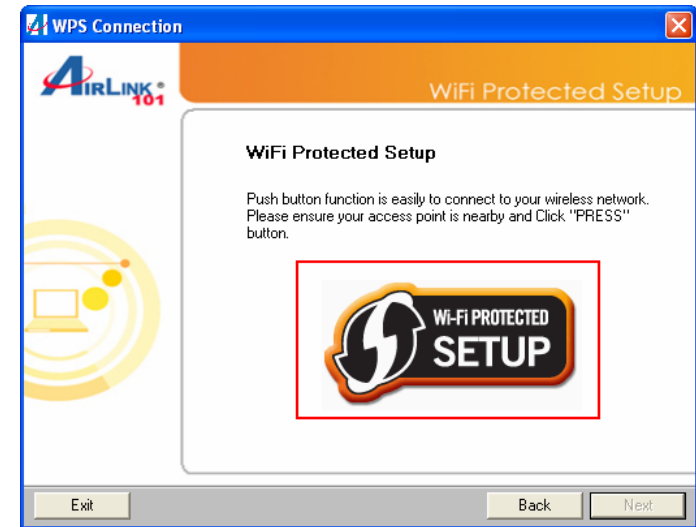 WPS Connection
AIRLINK
101
WiFi Protected Setup
WiFi Protected Setup
Push button function is easily to connect to your wireless network.
Please ensure your access point is nearby and Click "PRESS"
button.
Wi-Fi PROTECTED
SETUP
Exit
Back
Next